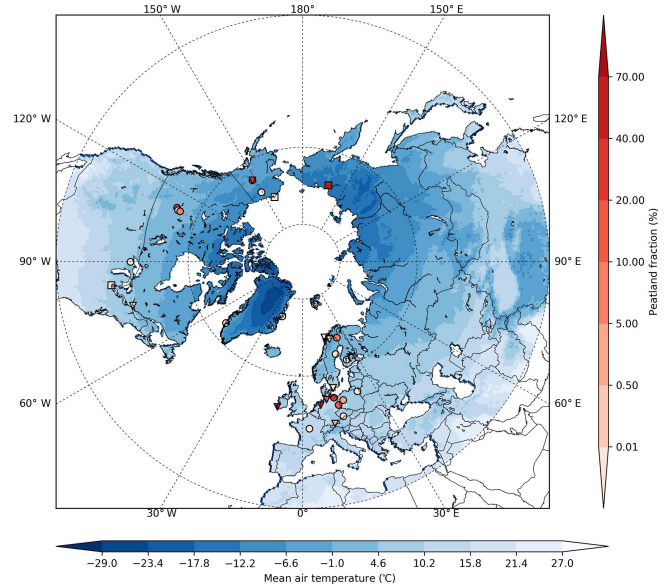 150° W 180° 150° E
120° W 120° E
90° W 90° E
60° W 60° E
30° W 0° 30° E
70.00
40.00
20.00
10.00
5.00
0.50
0.01
Peatland fraction (%)
−29.0 −23.4 −17.8 −12.2 −6.6 −1.0 4.6 10.2 15.8 21.4 27.0
Mean air temperature (℃)